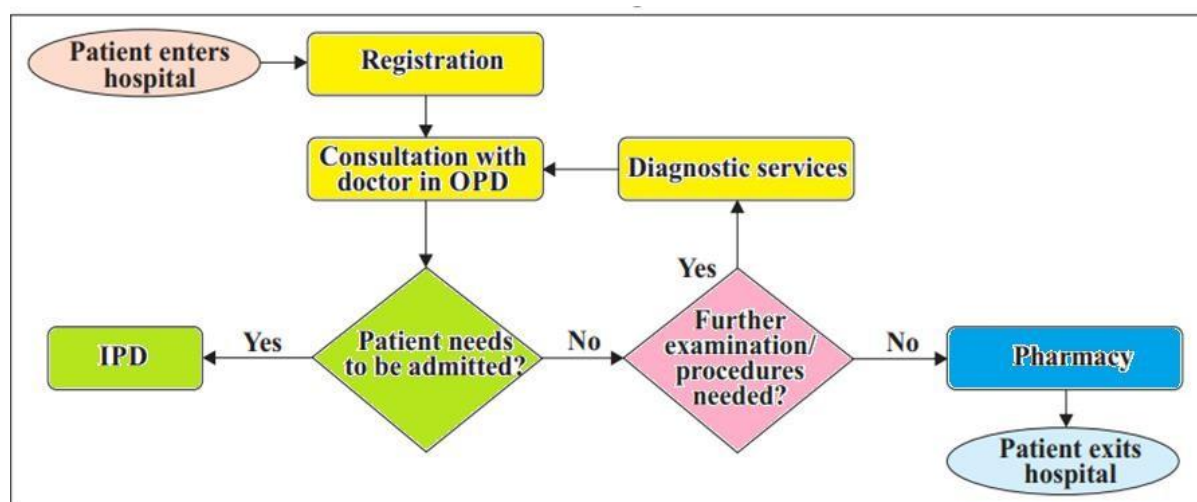 Patient enters
hospital
Registration
Consultation with
doctor in OPD
Diagnostic services
Yes
IPD
Yes
Patient needs
to be admitted?
No
Further
examination/
procedures
needed?
No
Pharmacy
Patient exits
hospital